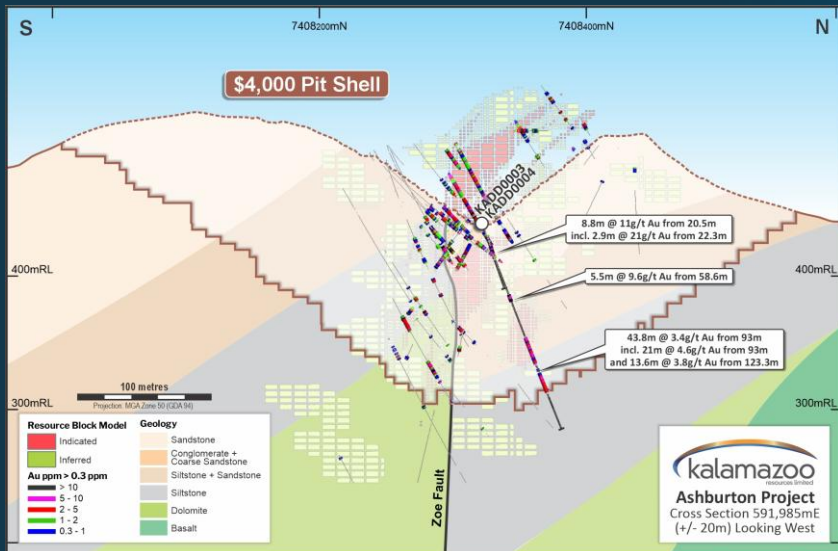 S
7408200mN
7408400mN
N
$4,000 Pit Shell
KADD0003
KADD0004
8.8m @ 11g/t Au from 20.5m
incl. 2.9m @ 21g/t Au from 22.3m
5.5m @ 9.6g/t Au from 58.6m
43.8m @ 3.4g/t Au from 93m
incl. 21m @ 4.6g/t Au from 93m
and 13.6m @ 3.8g/t Au from 123.3m
400mRL
400mRL
300mRL
300mRL
100 metres
Projection: MGA Zone 50 (GDA 94)
Zoe Fault
Resource Block Model
Indicated
Inferred
Au ppm > 0.3 ppm
> 10
5 - 10
2 - 5
1 - 2
0.3 - 1
Geology
Sandstone
Conglomerate +
Coarse Sandstone
Siltstone + Sandstone
Siltstone
Dolomite
Basalt
kalamazoo
resources limited
Ashburton Project
Cross Section 591,985mE
(+/- 20m) Looking West